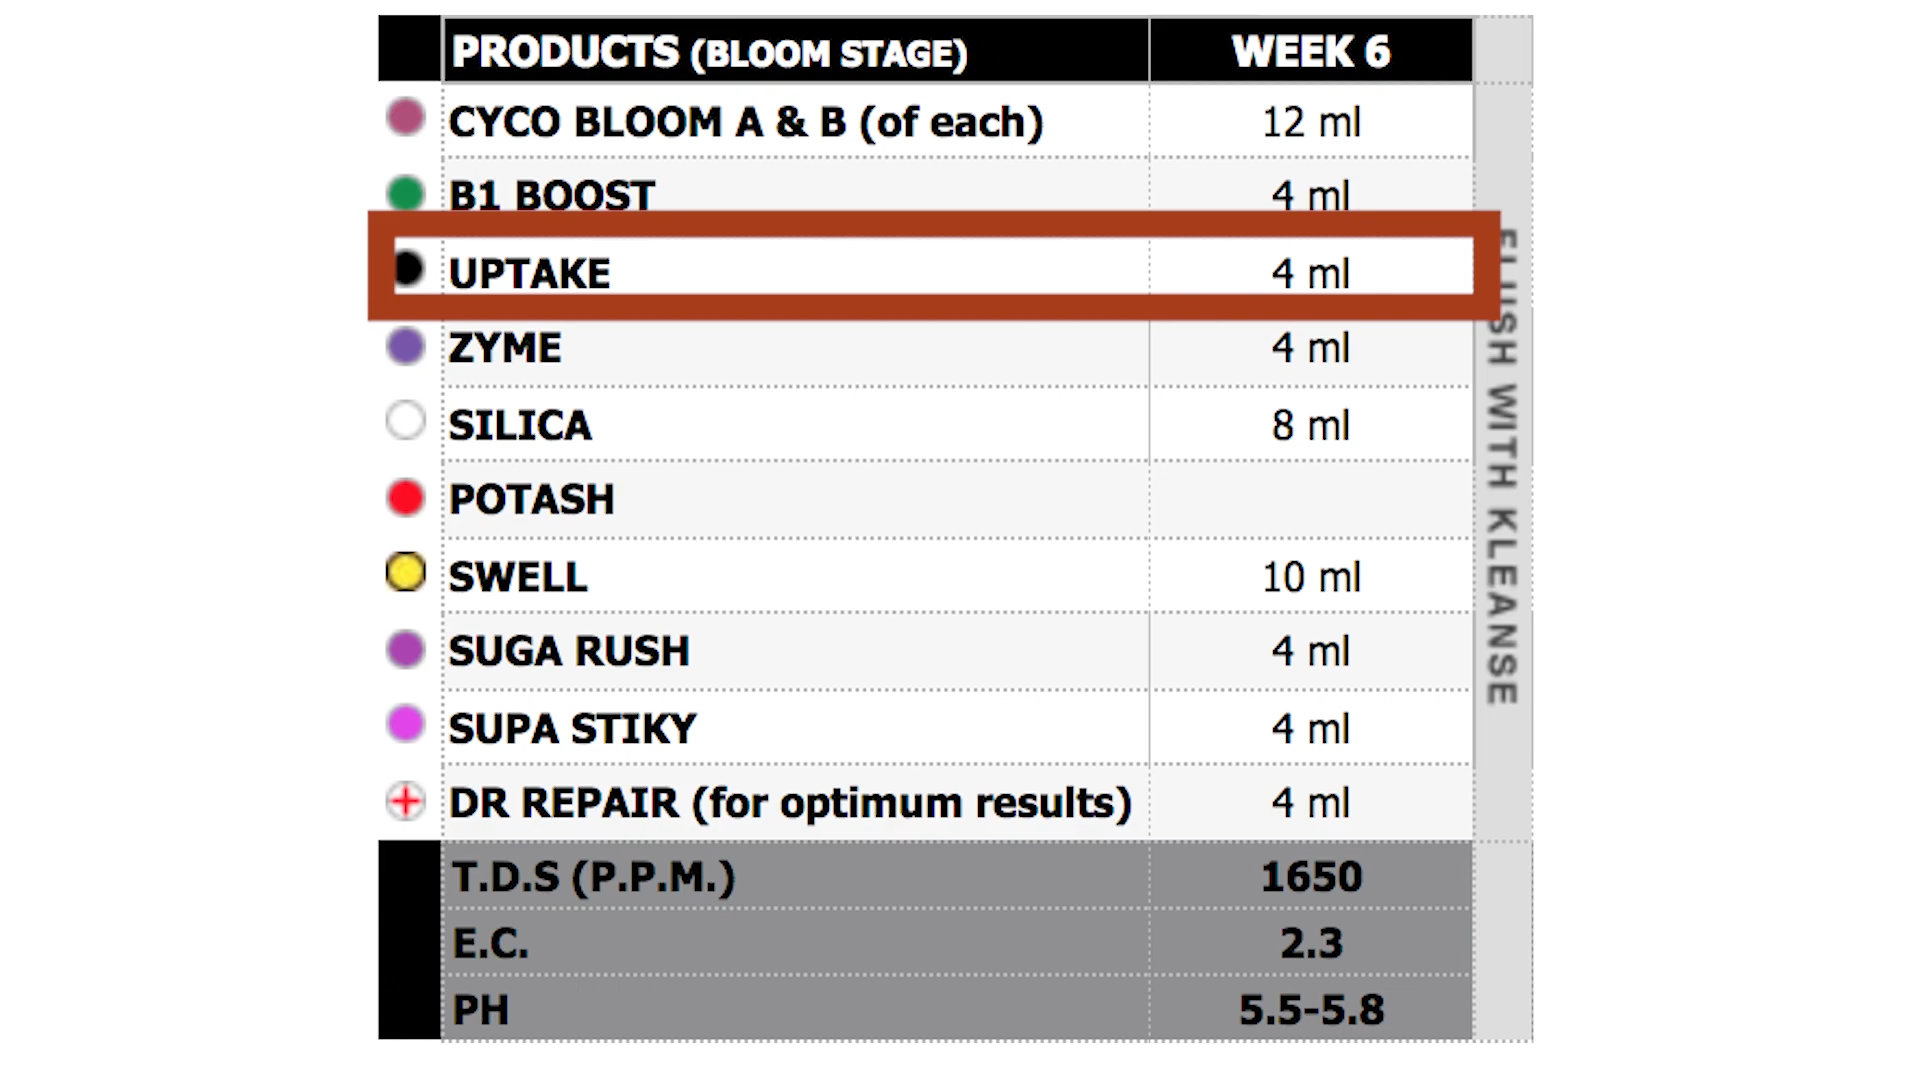 PRODUCTS (BLOOM STAGE) WEEK 6
CYCO BLOOM A & B (of each) 12 ml
B1 BOOST 4 ml
UPTAKE 4 ml
ZYME 4 ml
SILICA 8 ml
POTASH
SWELL 10 ml
SUGA RUSH 4 ml
SUPA STIKY 4 ml
DR REPAIR (for optimum results) 4 ml
T.D.S (P.P.M.) 1650
E.C. 2.3
PH 5.5-5.8
FLUSH WITH KLEANSE